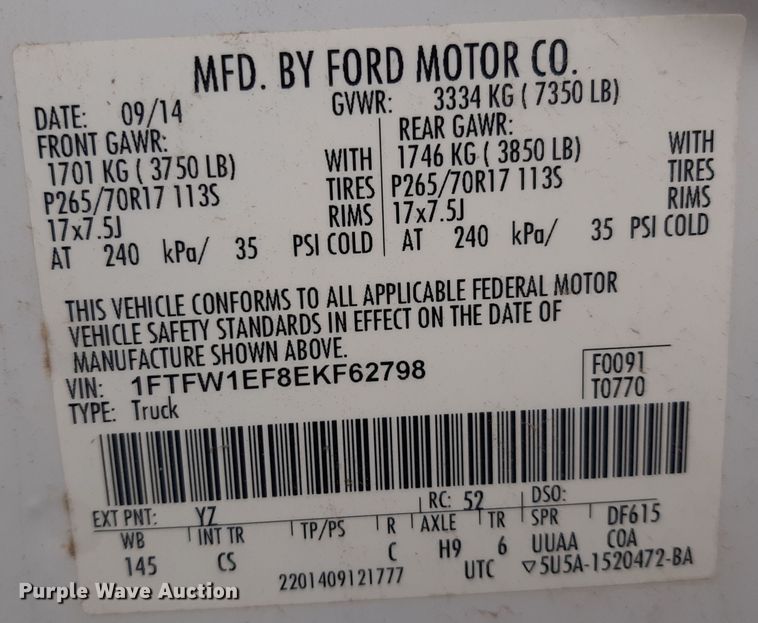 MFD. BY FORD MOTOR CO.
DATE: 09/14 GVWR: 3334 KG ( 7350 LB)
FRONT GAWR: REAR GAWR:
1701 KG ( 3750 LB) WITH 1746 KG ( 3850 LB) WITH
P265/70R17 113S TIRES P265/70R17 113S TIRES
17x7.5J RIMS 17x7.5J RIMS
AT 240 kPa/ 35 PSI COLD AT 240 kPa/ 35 PSI COLD
THIS VEHICLE CONFORMS TO ALL APPLICABLE FEDERAL MOTOR
VEHICLE SAFETY STANDARDS IN EFFECT ON THE DATE OF
MANUFACTURE SHOWN ABOVE.
VIN: 1FTFW1EF8EKF62798 F0091
TYPE: Truck T0770
EXT PNT: YZ RC: 52 DSO:
WB INT TR TP/PS R AXLE TR SPR DF615
145 CS C H9 6 UUAA COA
2201409121777 UTC ▽5U5A-1520472-BA
Purple Wave Auction